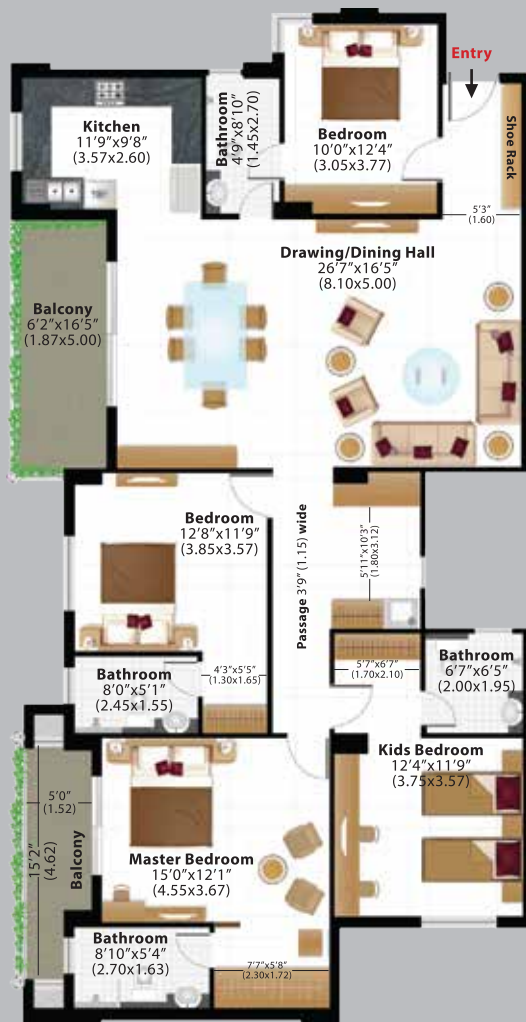 Entry
Kitchen
11'9"x9'8"
(3.57x2.60)
Bathroom
4'9"x8'10"
(1.45x2.70)
Bedroom
10'0"x12'4"
(3.05x3.77)
Shoe Rack
5'3"
(1.60)
Drawing/Dining Hall
26'7"x16'5"
(8.10x5.00)
Balcony
6'2"x16'5"
(1.87x5.00)
Bedroom
12'8"x11'9"
(3.85x3.57)
Passage 3'9" (1.15) wide
5'11"x10'3"
(1.80x3.12)
Bathroom
8'0"x5'1"
(2.45x1.55)
4'3"x5'5"
(1.30x1.65)
5'7"x6'7"
(1.70x2.10)
Bathroom
6'7"x6'5"
(2.00x1.95)
Kids Bedroom
12'4"x11'9"
(3.75x3.57)
5'0"
(1.52)
15'2"
(4.62)
Balcony
Master Bedroom
15'0"x12'1"
(4.55x3.67)
Bathroom
8'10"x5'4"
(2.70x1.63)
7'7"x5'8"
(2.30x1.72)